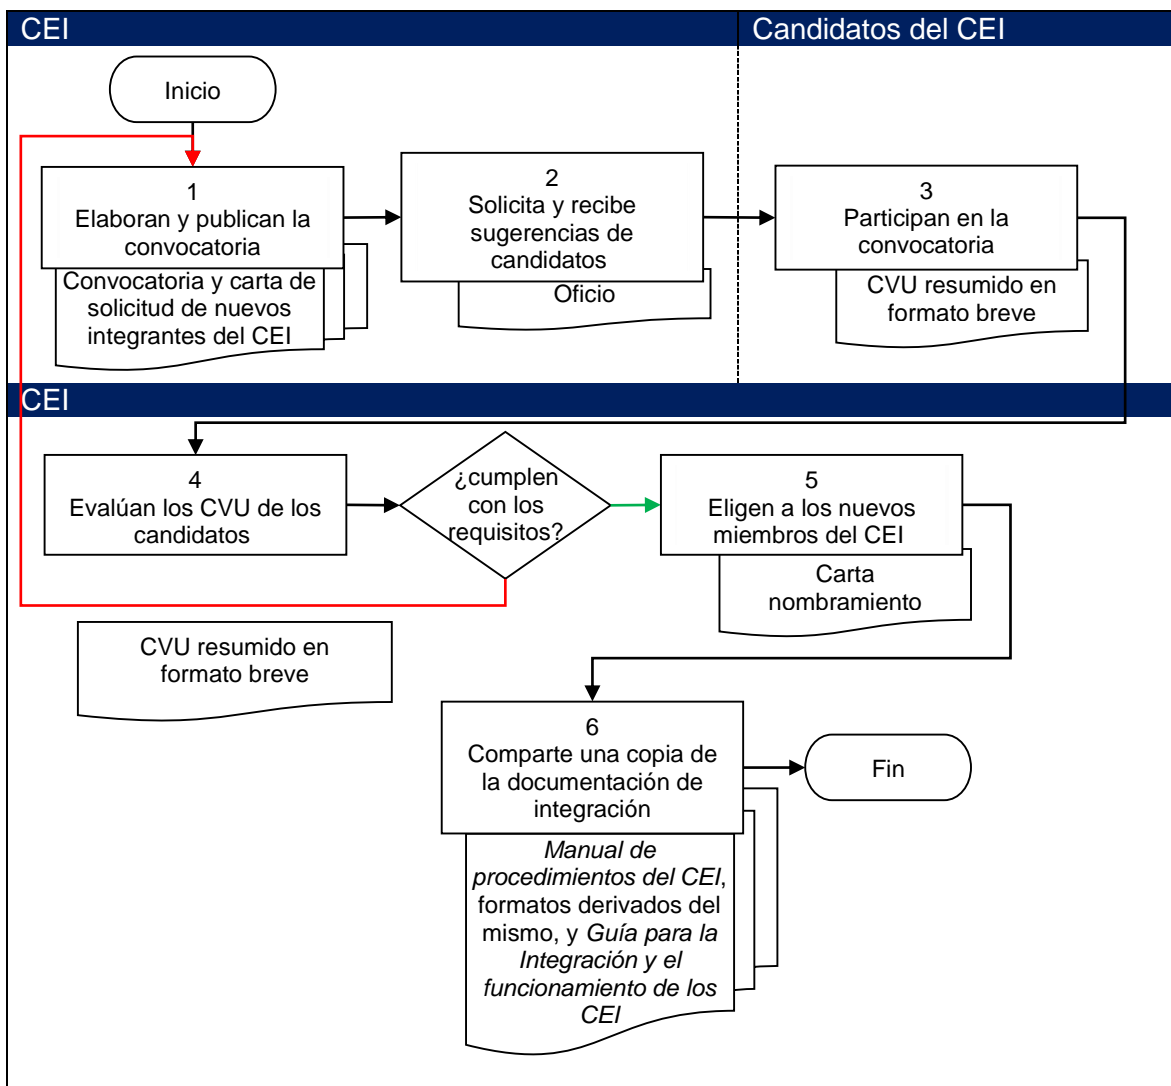 CEI
Candidatos del CEI
Inicio
1
Elaboran y publican la
convocatoria
Convocatoria y carta de
solicitud de nuevos
integrantes del CEI
2
Solicita y recibe
sugerencias de
candidatos
Oficio
3
Participan en la
convocatoria
CVU resumido en
formato breve
CEI
4
Evalúan los CVU de los
candidatos
¿cumplen
con los
requisitos?
5
Eligen a los nuevos
miembros del CEI
Carta
nombramiento
CVU resumido en
formato breve
6
Comparte una copia de
la documentación de
integración
Fin
Manual de
procedimientos del CEI,
formatos derivados del
mismo, y Guía para la
Integración y el
funcionamiento de los
CEI